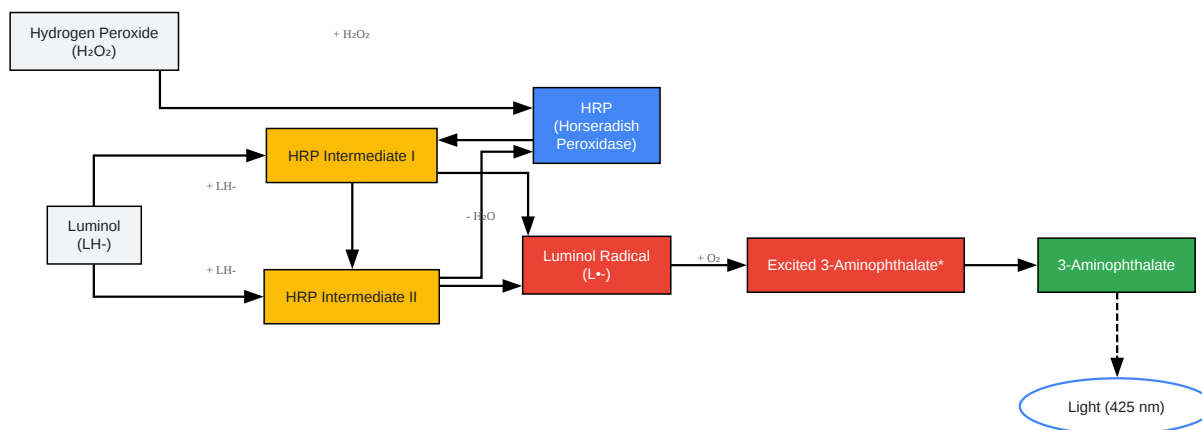 Hydrogen Peroxide
(H₂O₂)
+ H₂O₂
HRP
(Horseradish
Peroxidase)
HRP Intermediate I
+ LH-
Luminol
(LH-)
- H₂O
Luminol Radical
(L•-)
+ O₂
Excited 3-Aminophthalate*
3-Aminophthalate
+ LH-
HRP Intermediate II
Light (425 nm)